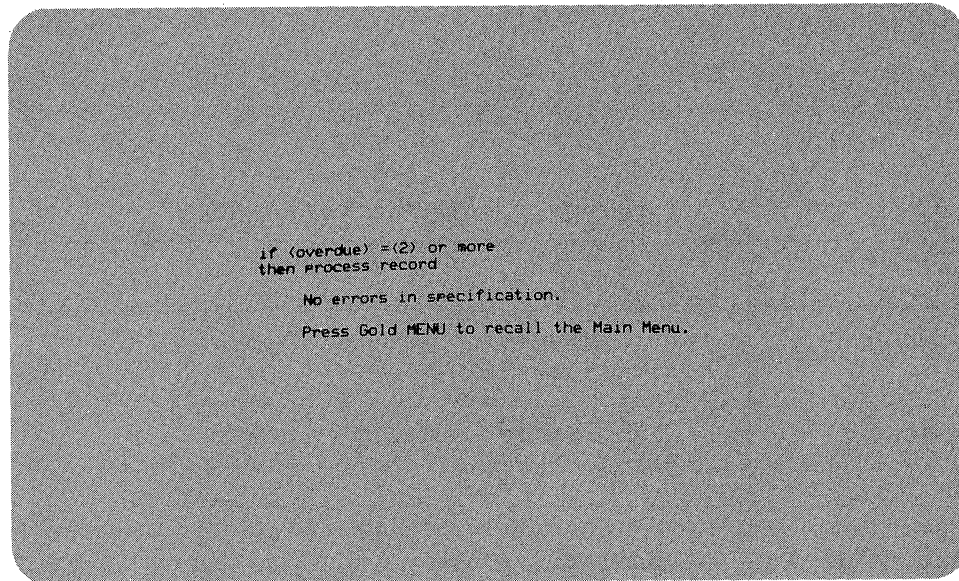 if <overdue> =<2> or more
then process record
No errors in specification.
Press Gold MENU to recall the Main Menu.